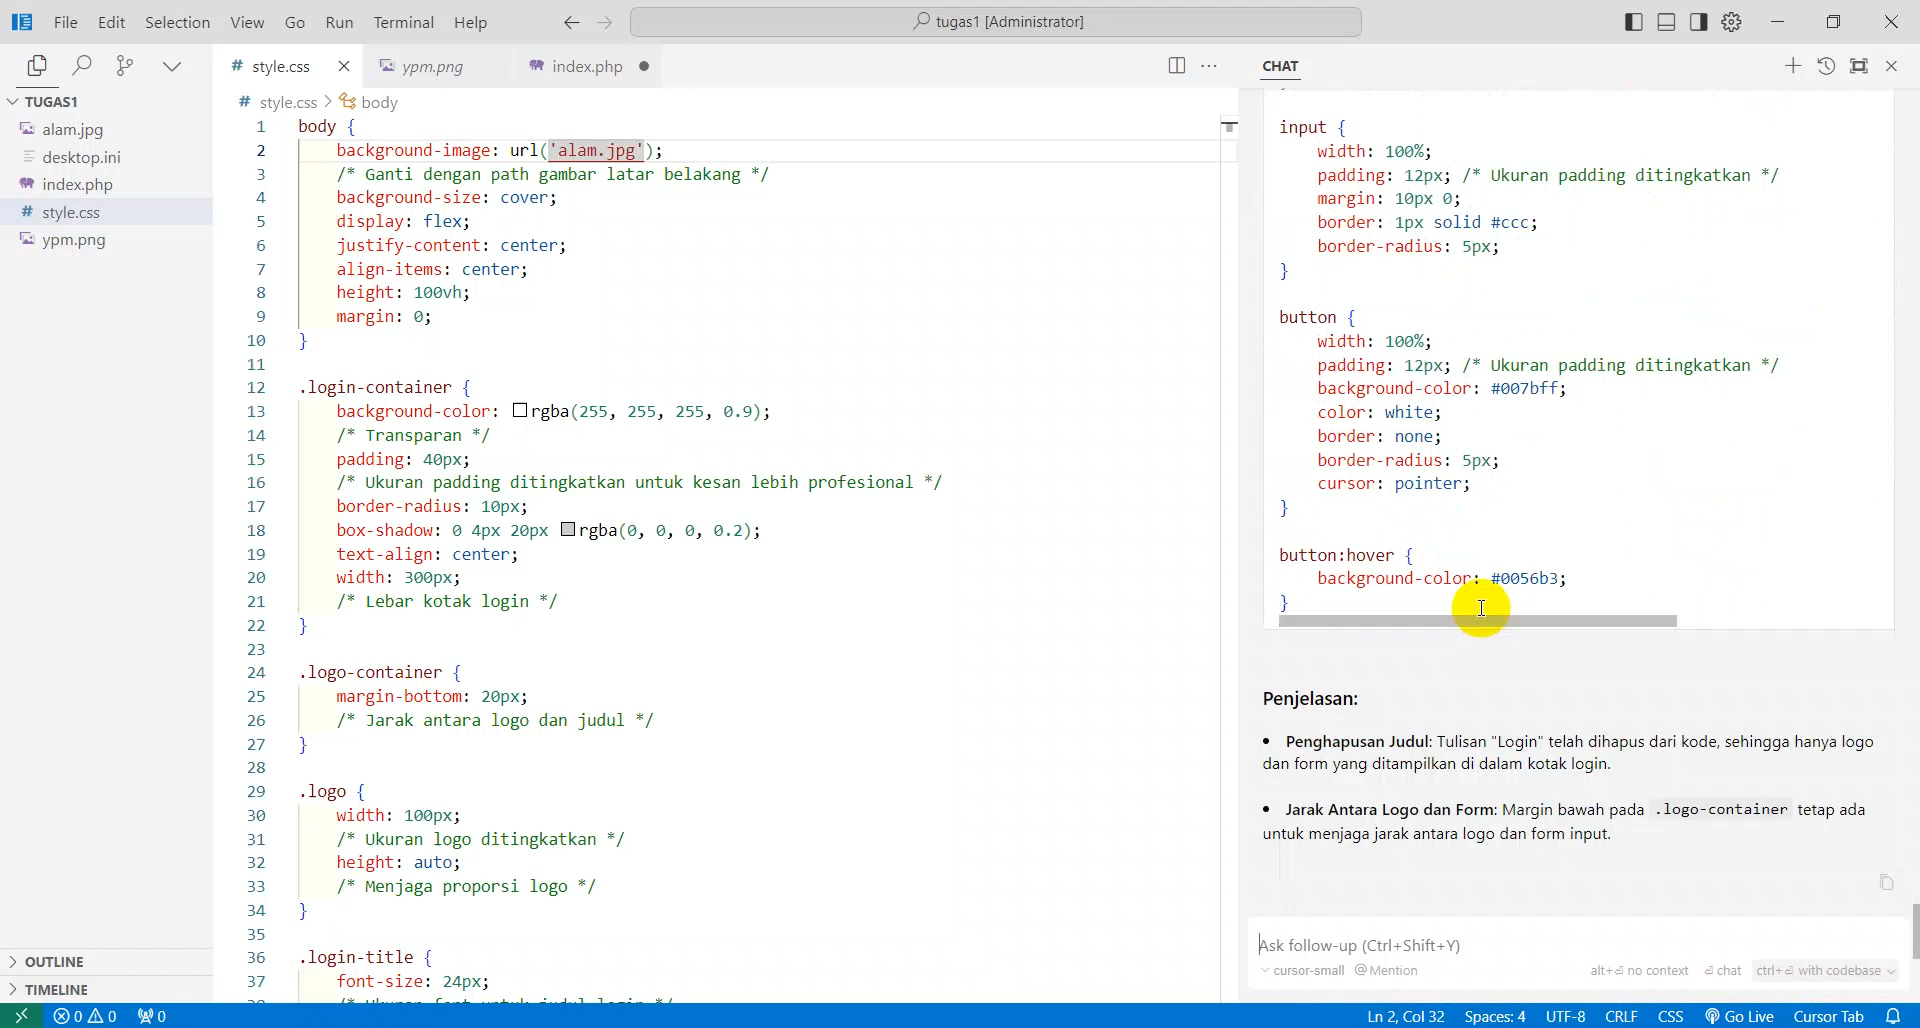 File Edit Selection View Go Run Terminal Help
tugas1 [Administrator]
style.css
ypm.png
index.php
CHAT
TUGAS1
alam.jpg
desktop.ini
index.php
style.css
ypm.png
OUTLINE
TIMELINE
style.css > body
1 body {
2 background-image: url('alam.jpg');
3 /* Ganti dengan path gambar latar belakang */
4 background-size: cover;
5 display: flex;
6 justify-content: center;
7 align-items: center;
8 height: 100vh;
9 margin: 0;
10 }
11
12 .login-container {
13 background-color: rgba(255, 255, 255, 0.9);
14 /* Transparan */
15 padding: 40px;
16 /* Ukuran padding ditingkatkan untuk kesan lebih profesional */
17 border-radius: 10px;
18 box-shadow: 0 4px 20px rgba(0, 0, 0, 0.2);
19 text-align: center;
20 width: 300px;
21 /* Lebar kotak login */
22 }
23
24 .logo-container {
25 margin-bottom: 20px;
26 /* Jarak antara logo dan judul */
27 }
28
29 .logo {
30 width: 100px;
31 /* Ukuran logo ditingkatkan */
32 height: auto;
33 /* Menjaga proporsi logo */
34 }
35
36 .login-title {
37 font-size: 24px;
38 /* Ukuran font untuk judul login */
input {
width: 100%;
padding: 12px; /* Ukuran padding ditingkatkan */
margin: 10px 0;
border: 1px solid #ccc;
border-radius: 5px;
}
button {
width: 100%;
padding: 12px; /* Ukuran padding ditingkatkan */
background-color: #007bff;
color: white;
border: none;
border-radius: 5px;
cursor: pointer;
}
button:hover {
background-color: #0056b3;
}
Penjelasan:
• Penghapusan Judul: Tulisan "Login" telah dihapus dari kode, sehingga hanya logo
dan form yang ditampilkan di dalam kotak login.
• Jarak Antara Logo dan Form: Margin bawah pada .logo-container tetap ada
untuk menjaga jarak antara logo dan form input.
Ask follow-up (Ctrl+Shift+Y)
cursor-small @ Mention alt+⏎ no context ⏎ chat ctrl+⏎ with codebase
0 0 0 Ln 2, Col 32 Spaces: 4 UTF-8 CRLF CSS Go Live Cursor Tab